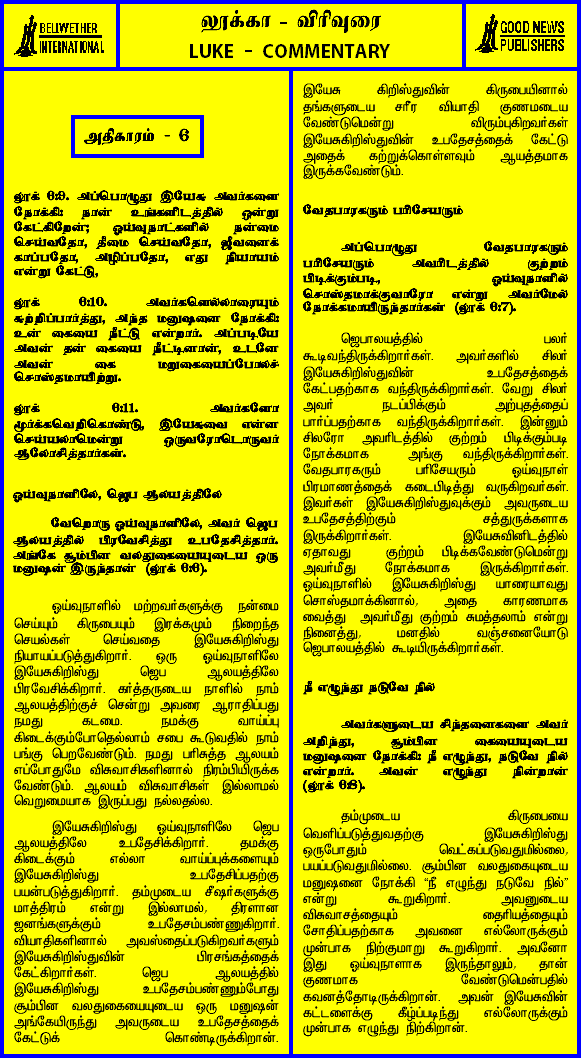 BELLWETHER
INTERNATIONAL
லூக்கா - விரிவுரை
LUKE - COMMENTARY
GOOD NEWS
PUBLISHERS
அதிகாரம் - 6
லூக் 6:9. அப்பொழுது இயேசு அவர்களை
நோக்கி: நான் உங்களிடத்தில் ஒன்று
கேட்கிறேன்; ஓய்வுநாட்களில் நன்மை
செய்வதோ, தீமை செய்வதோ, ஜீவனைக்
காப்பதோ, அழிப்பதோ, எது நியாயம்
என்று கேட்டு,
லூக் 6:10. அவர்களெல்லாரையும்
சுற்றிப்பார்த்து, அந்த மனுஷனை நோக்கி:
உன் கையை நீட்டு என்றார். அப்படியே
அவன் தன் கையை நீட்டினான், உடனே
அவன் கை மறுகையைப்போலச்
சொஸ்தமாயிற்று.
லூக் 6:11. அவர்களோ
மூர்க்கவெறிகொண்டு, இயேசுவை என்ன
செய்யலாமென்று ஒருவரோடொருவர்
ஆலோசித்தார்கள்.
ஓய்வுநாளிலே, ஜெப ஆலயத்திலே
வேறொரு ஓய்வுநாளிலே, அவர் ஜெப
ஆலயத்தில் பிரவேசித்து உபதேசித்தார்.
அங்கே சூம்பின வலதுகையையுடைய ஒரு
மனுஷன் இருந்தான் (லூக் 6:6).
ஓய்வுநாளில் மற்றவர்களுக்கு நன்மை
செய்யும் கிருபையும் இரக்கமும் நிறைந்த
செயல்கள் செய்வதை இயேசுகிறிஸ்து
நியாயப்படுத்துகிறார். ஒரு ஓய்வுநாளிலே
இயேசுகிறிஸ்து ஜெப ஆலயத்திலே
பிரவேசிக்கிறார். கர்த்தருடைய நாளில் நாம்
ஆலயத்திற்குச் சென்று அவரை ஆராதிப்பது
நமது கடமை. நமக்கு வாய்ப்பு
கிடைக்கும்போதெல்லாம் சபை கூடுவதில் நாம்
பங்கு பெறவேண்டும். நமது பரிசுத்த ஆலயம்
எப்போதுமே விசுவாசிகளினால் நிரம்பியிருக்க
வேண்டும். ஆலயம் விசுவாசிகள் இல்லாமல்
வெறுமையாக இருப்பது நல்லதல்ல.
இயேசுகிறிஸ்து ஓய்வுநாளிலே ஜெப
ஆலயத்திலே உபதேசிக்கிறார். தமக்கு
கிடைக்கும் எல்லா வாய்ப்புக்களையும்
இயேசுகிறிஸ்து உபதேசிப்பதற்கு
பயன்படுத்துகிறார். தம்முடைய சீஷர்களுக்கு
மாத்திரம் என்று இல்லாமல், திரளான
ஜனங்களுக்கும் உபதேசம்பண்ணுகிறார்.
வியாதிகளினால் அவஸ்தைப்படுகிறவர்களும்
இயேசுகிறிஸ்துவின் பிரசங்கத்தைக்
கேட்கிறார்கள். ஜெப ஆலயத்தில்
இயேசுகிறிஸ்து உபதேசம்பண்ணும்போது
சூம்பின வலதுகையையுடைய ஒரு மனுஷன்
அங்கேயிருந்து அவருடைய உபதேசத்தைக்
கேட்டுக் கொண்டிருக்கிறான்.
இயேசு கிறிஸ்துவின் கிருபையினால்
தங்களுடைய சரீர வியாதி குணமடைய
வேண்டுமென்று விரும்புகிறவர்கள்
இயேசுகிறிஸ்துவின் உபதேசத்தைக் கேட்டு
அதைக் கற்றுக்கொள்ளவும் ஆயத்தமாக
இருக்கவேண்டும்.
வேதபாரகரும் பரிசேயரும்
அப்பொழுது வேதபாரகரும்
பரிசேயரும் அவரிடத்தில் குற்றம்
பிடிக்கும்படி, ஓய்வுநாளில்
சொஸ்தமாக்குவாரோ என்று அவர்மேல்
நோக்கமாயிருந்தார்கள் (லூக் 6:7).
ஜெபாலயத்தில் பலர்
கூடிவந்திருக்கிறார்கள். அவர்களில் சிலர்
இயேசுகிறிஸ்துவின் உபதேசத்தைக்
கேட்பதற்காக வந்திருக்கிறார்கள். வேறு சிலர்
அவர் நடப்பிக்கும் அற்புதத்தைப்
பார்ப்பதற்காக வந்திருக்கிறார்கள். இன்னும்
சிலரோ அவரிடத்தில் குற்றம் பிடிக்கும்படி
நோக்கமாக அங்கு வந்திருக்கிறார்கள்.
வேதபாரகரும் பரிசேயரும் ஓய்வுநாள்
பிரமாணத்தைக் கடைபிடித்து வருகிறவர்கள்.
இவர்கள் இயேசுகிறிஸ்துவுக்கும் அவருடைய
உபதேசத்திற்கும் சத்துருக்களாக
இருக்கிறார்கள். இயேசுவினிடத்தில்
ஏதாவது குற்றம் பிடிக்கவேண்டுமென்று
அவர்மீது நோக்கமாக இருக்கிறார்கள்.
ஓய்வுநாளில் இயேசுகிறிஸ்து யாரையாவது
சொஸ்தமாக்கினால், அதை காரணமாக
வைத்து அவர்மீது குற்றம் சுமத்தலாம் என்று
நினைத்து, மனதில் வஞ்சனையோடு
ஜெபாலயத்தில் கூடியிருக்கிறார்கள்.
நீ எழுந்து நடுவே நில்
அவர்களுடைய சிந்தனைகளை அவர்
அறிந்து, சூம்பின கையையுடைய
மனுஷனை நோக்கி: நீ எழுந்து, நடுவே நில்
என்றார். அவன் எழுந்து நின்றான்
(லூக் 6:8).
தம்முடைய கிருபையை
வெளிப்படுத்துவதற்கு இயேசுகிறிஸ்து
ஒருபோதும் வெட்கப்படுவதுமில்லை,
பயப்படுவதுமில்லை. சூம்பின வலதுகையுடைய
மனுஷனை நோக்கி “நீ எழுந்து நடுவே நில்”
என்று கூறுகிறார். அவனுடைய
விசுவாசத்தையும் தைரியத்தையும்
சோதிப்பதற்காக அவனை எல்லோருக்கும்
முன்பாக நிற்குமாறு கூறுகிறார். அவனோ
இது ஓய்வுநாளாக இருந்தாலும், தான்
குணமாக வேண்டுமென்பதில்
கவனத்தோடிருக்கிறான். அவன் இயேசுவின்
கட்டளைக்கு கீழ்ப்படிந்து எல்லோருக்கும்
முன்பாக எழுந்து நிற்கிறான்.